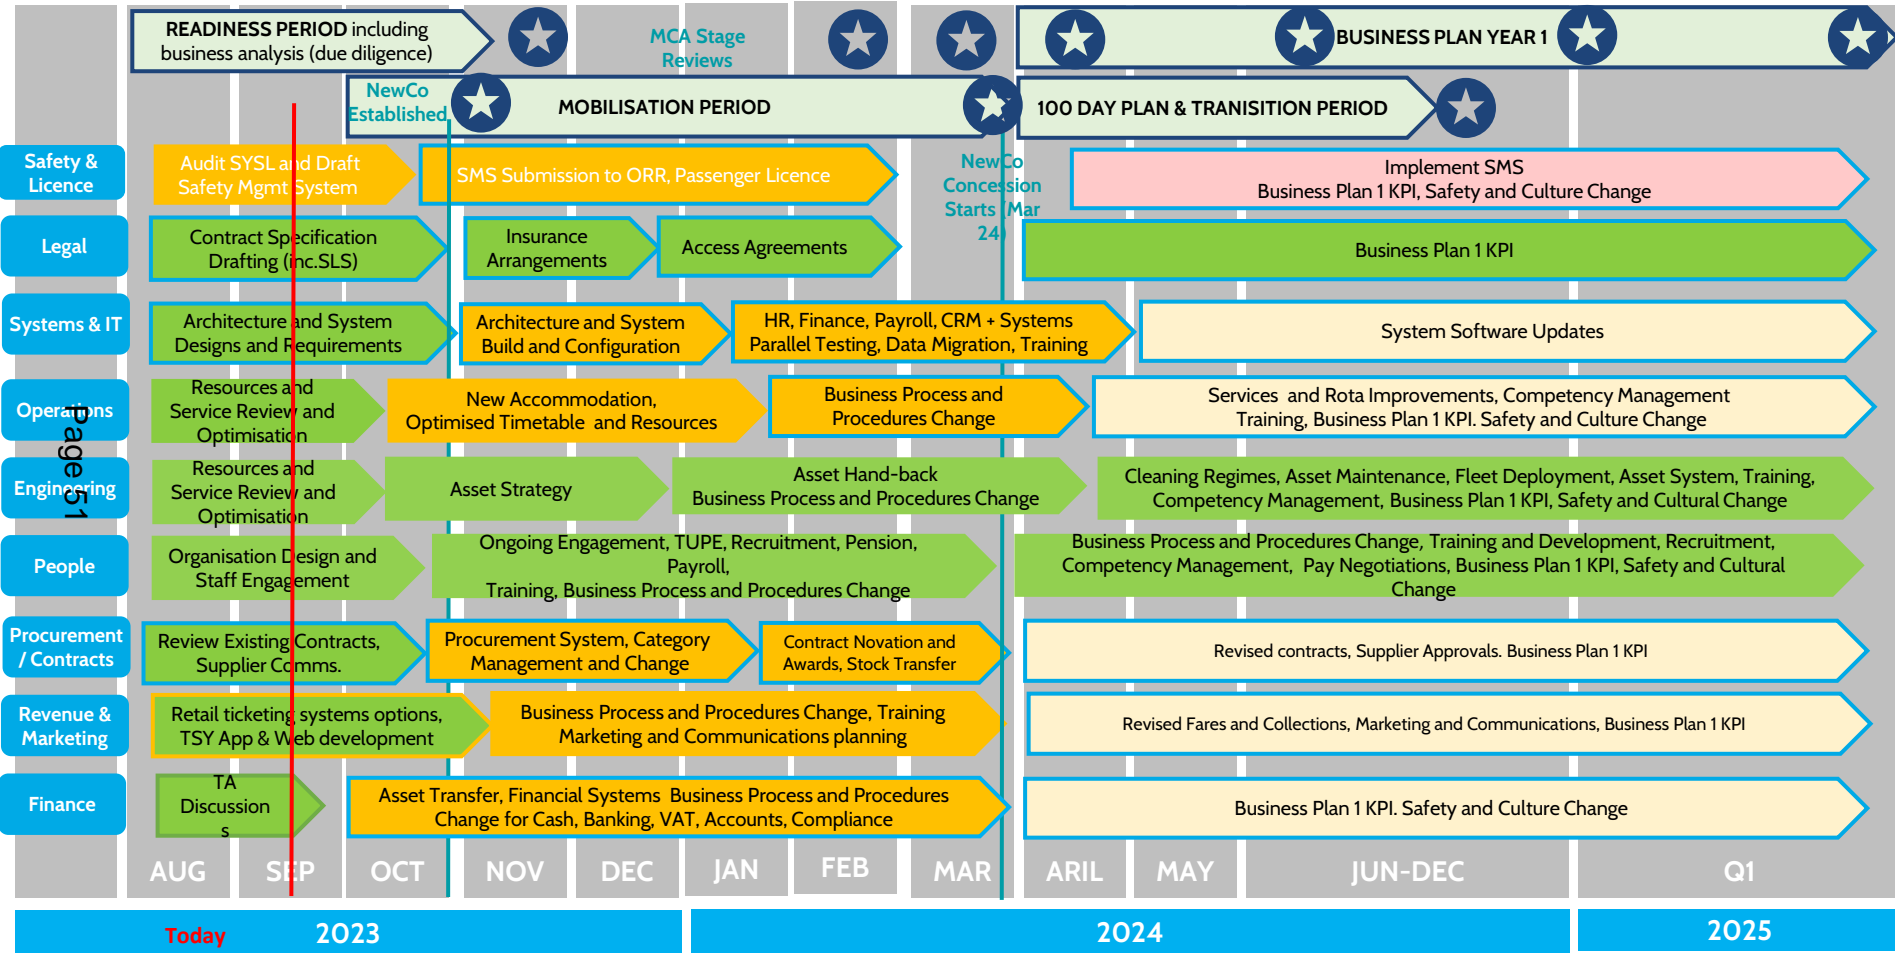 READINESS PERIOD including
business analysis (due diligence)
MCA Stage
Reviews
BUSINESS PLAN YEAR 1
NewCo
Established
MOBILISATION PERIOD
100 DAY PLAN & TRANISITION PERIOD
Safety &
Licence
Audit SYSL and Draft
Safety Mgmt System
SMS Submission to ORR, Passenger Licence
NewCo
Concession
Starts (Mar
24)
Implement SMS
Business Plan 1 KPI, Safety and Culture Change
Legal
Contract Specification
Drafting (inc.SLS)
Insurance
Arrangements
Access Agreements
Business Plan 1 KPI
Systems & IT
Architecture and System
Designs and Requirements
Architecture and System
Build and Configuration
HR, Finance, Payroll, CRM + Systems
Parallel Testing, Data Migration, Training
System Software Updates
Operations
Resources and
Service Review and
Optimisation
New Accommodation,
Optimised Timetable and Resources
Business Process and
Procedures Change
Services and Rota Improvements, Competency Management
Training, Business Plan 1 KPI. Safety and Culture Change
Page 51
Engineering
Resources and
Service Review and
Optimisation
Asset Strategy
Asset Hand-back
Business Process and Procedures Change
Cleaning Regimes, Asset Maintenance, Fleet Deployment, Asset System, Training,
Competency Management, Business Plan 1 KPI, Safety and Cultural Change
People
Organisation Design and
Staff Engagement
Ongoing Engagement, TUPE, Recruitment, Pension,
Payroll,
Training, Business Process and Procedures Change
Business Process and Procedures Change, Training and Development, Recruitment,
Competency Management, Pay Negotiations, Business Plan 1 KPI, Safety and Cultural
Change
Procurement
/ Contracts
Review Existing Contracts,
Supplier Comms.
Procurement System, Category
Management and Change
Contract Novation and
Awards, Stock Transfer
Revised contracts, Supplier Approvals. Business Plan 1 KPI
Revenue &
Marketing
Retail ticketing systems options,
TSY App & Web development
Business Process and Procedures Change, Training
Marketing and Communications planning
Revised Fares and Collections, Marketing and Communications, Business Plan 1 KPI
Finance
TA
Discussion
s
Asset Transfer, Financial Systems Business Process and Procedures
Change for Cash, Banking, VAT, Accounts, Compliance
Business Plan 1 KPI. Safety and Culture Change
AUG
SEP
OCT
NOV
DEC
JAN
FEB
MAR
ARIL
MAY
JUN-DEC
Q1
Today
2023
2024
2025